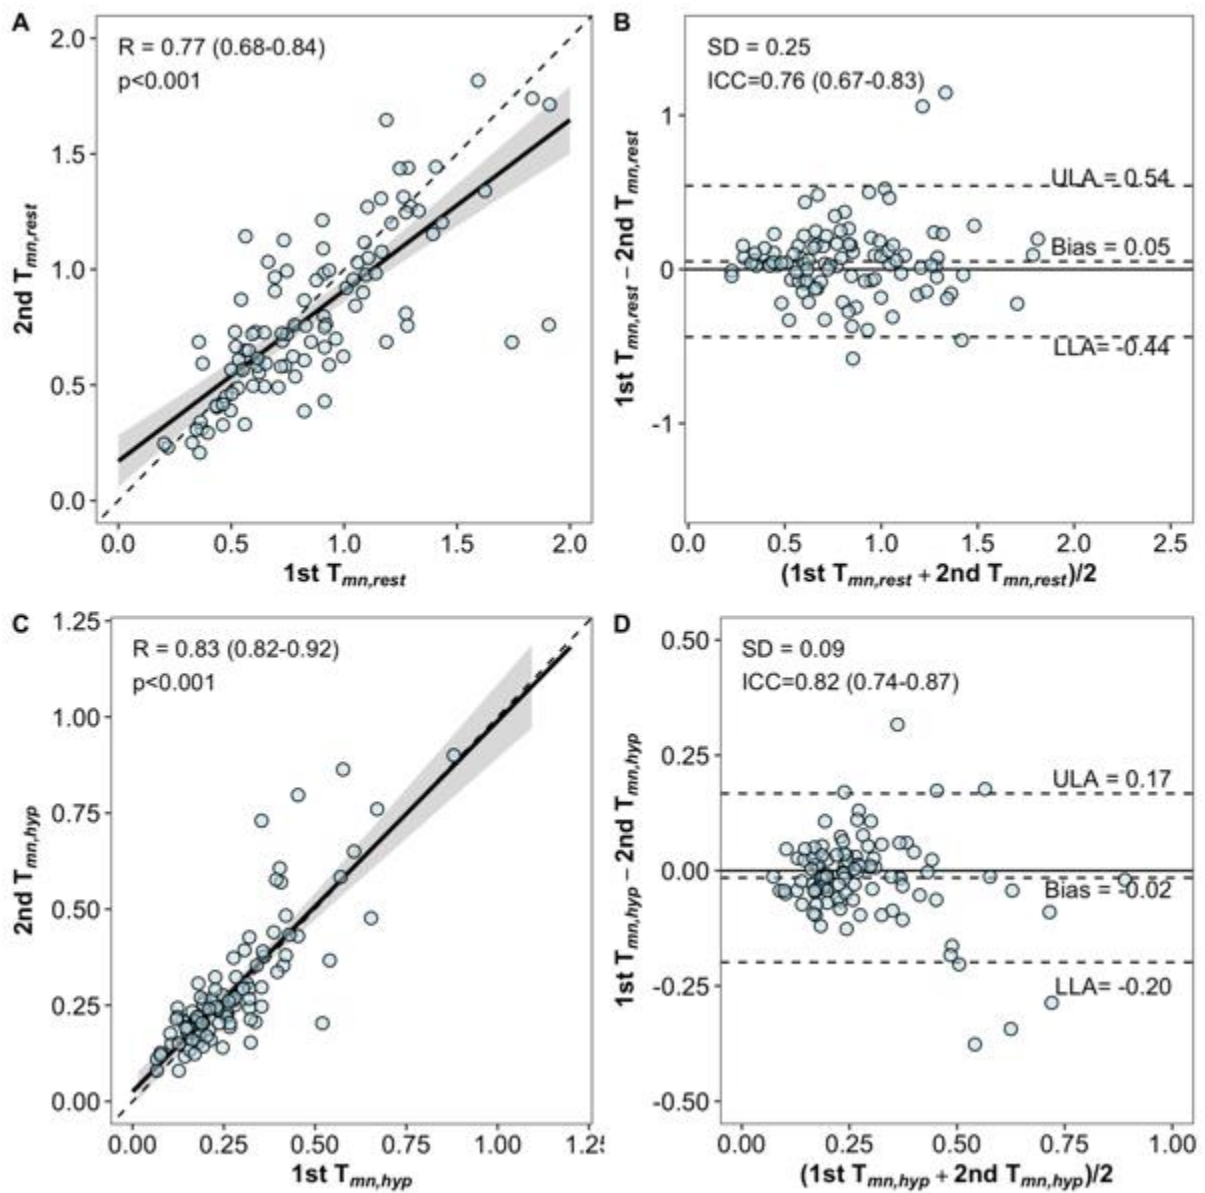 A
R = 0.77 (0.68-0.84)
p<0.001
2.0
1.5
1.0
0.5
0.0
2nd Tmn,rest
0.0 0.5 1.0 1.5 2.0
1st Tmn,rest
B
SD = 0.25
ICC=0.76 (0.67-0.83)
1
0
-1
1st Tmn,rest − 2nd Tmn,rest
ULA = 0.54
Bias = 0.05
LLA= -0.44
0.0 0.5 1.0 1.5 2.0 2.5
(1st Tmn,rest + 2nd Tmn,rest)/2
C
R = 0.83 (0.82-0.92)
p<0.001
1.25
1.00
0.75
0.50
0.25
0.00
2nd Tmn,hyp
0.00 0.25 0.50 0.75 1.00 1.2
1st Tmn,hyp
D
SD = 0.09
ICC=0.82 (0.74-0.87)
0.50
0.25
0.00
-0.25
-0.50
1st Tmn,hyp − 2nd Tmn,hyp
ULA = 0.17
Bias = -0.02
LLA= -0.20
0.00 0.25 0.50 0.75 1.00
(1st Tmn,hyp + 2nd Tmn,hyp)/2